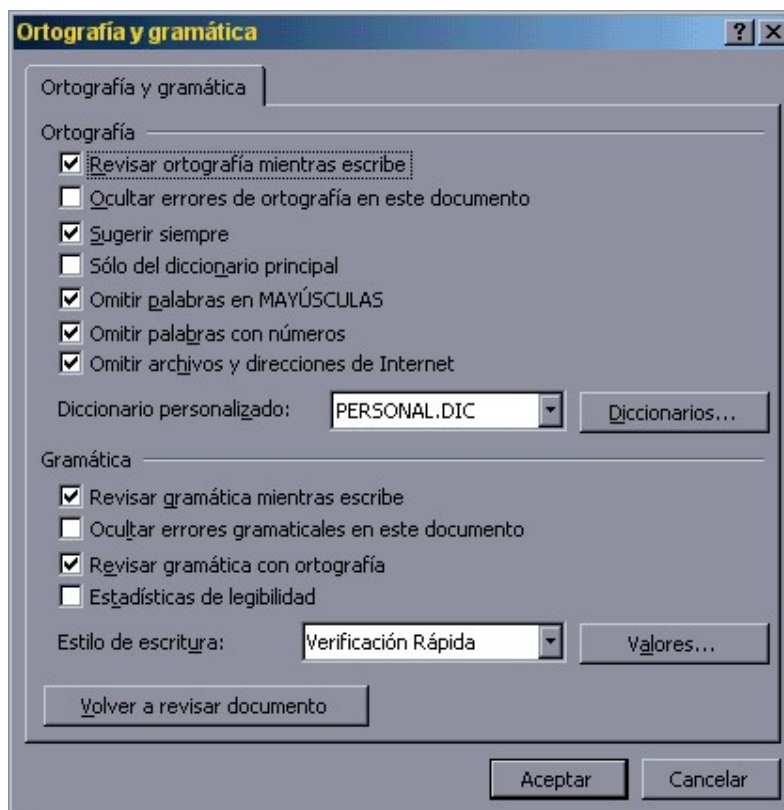 Ortografía y gramática
Ortografía y gramática
Ortografía
Revisar ortografía mientras escribe
Ocultar errores de ortografía en este documento
Sugerir siempre
Sólo del diccionario principal
Omitir palabras en MAYÚSCULAS
Omitir palabras con números
Omitir archivos y direcciones de Internet
Diccionario personalizado: PERSONAL.DIC Diccionarios...
Gramática
Revisar gramática mientras escribe
Ocultar errores gramaticales en este documento
Revisar gramática con ortografía
Estadísticas de legibilidad
Estilo de escritura: Verificación Rápida Valores...
Volver a revisar documento
Aceptar Cancelar